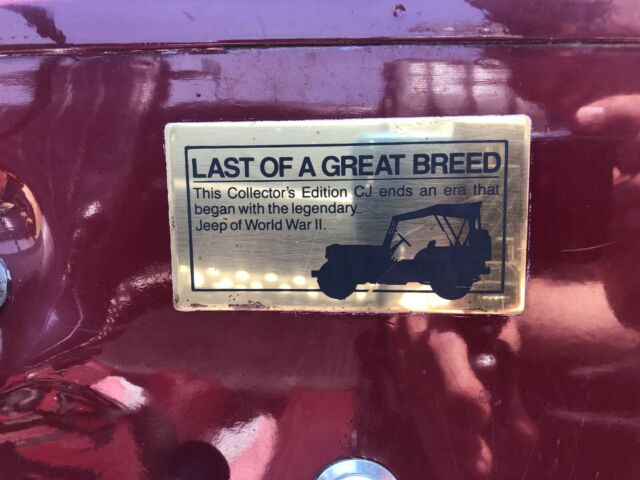 LAST OF A GREAT BREED
This Collector's Edition CJ ends an era that
began with the legendary
Jeep of World War II.